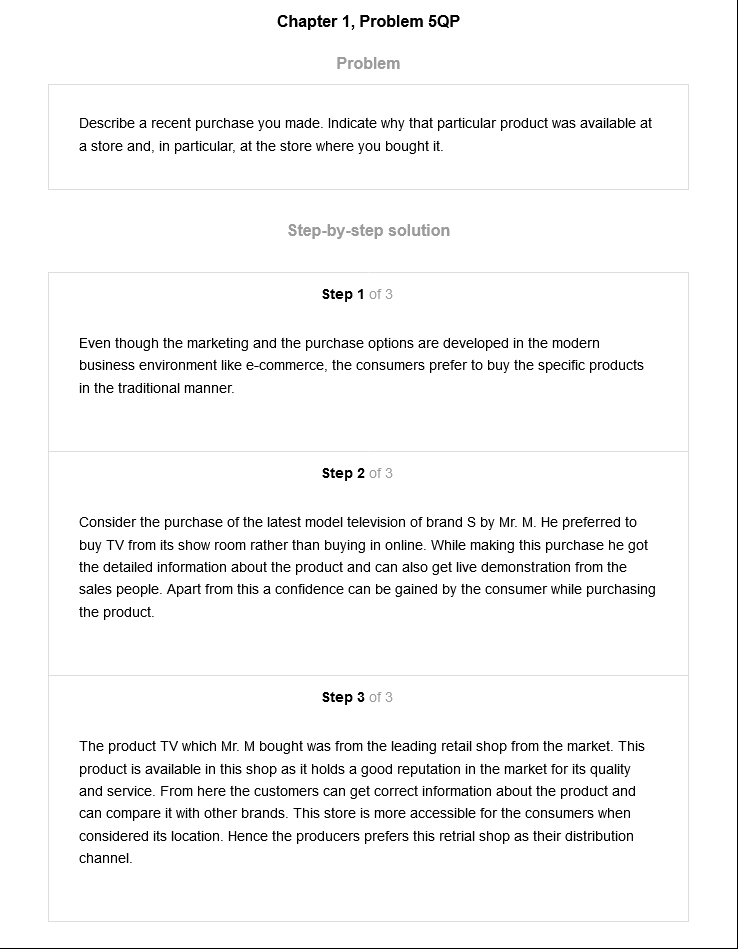 Chapter 1, Problem 5QP
Problem
Describe a recent purchase you made. Indicate why that particular product was available at
a store and, in particular, at the store where you bought it.
Step-by-step solution
Step 1 of 3
Even though the marketing and the purchase options are developed in the modern
business environment like e-commerce, the consumers prefer to buy the specific products
in the traditional manner.
Step 2 of 3
Consider the purchase of the latest model television of brand S by Mr. M. He preferred to
buy TV from its show room rather than buying in online. While making this purchase he got
the detailed information about the product and can also get live demonstration from the
sales people. Apart from this a confidence can be gained by the consumer while purchasing
the product.
Step 3 of 3
The product TV which Mr. M bought was from the leading retail shop from the market. This
product is available in this shop as it holds a good reputation in the market for its quality
and service. From here the customers can get correct information about the product and
can compare it with other brands. This store is more accessible for the consumers when
considered its location. Hence the producers prefers this retrial shop as their distribution
channel.